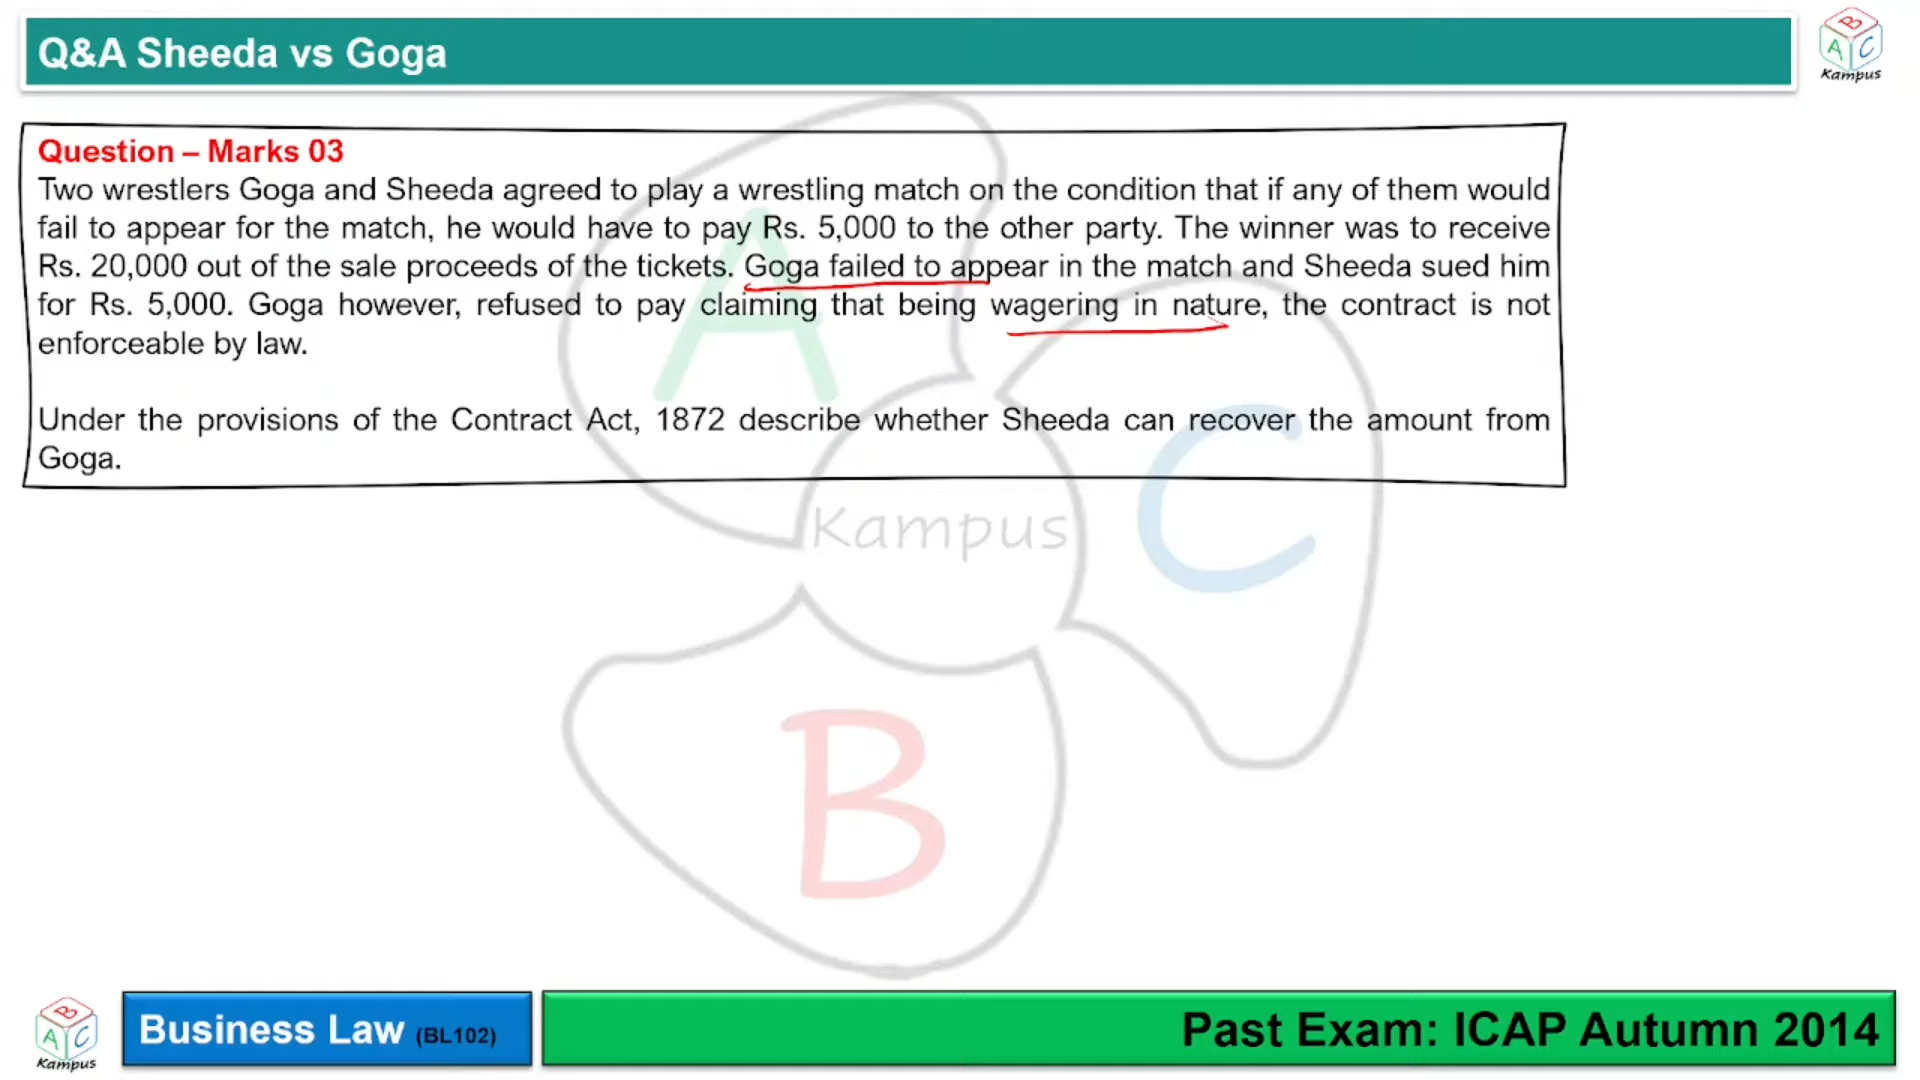 Q&A Sheeda vs Goga
B
A C
Kampus
Question – Marks 03
Two wrestlers Goga and Sheeda agreed to play a wrestling match on the condition that if any of them would
fail to appear for the match, he would have to pay Rs. 5,000 to the other party. The winner was to receive
Rs. 20,000 out of the sale proceeds of the tickets. Goga failed to appear in the match and Sheeda sued him
for Rs. 5,000. Goga however, refused to pay claiming that being wagering in nature, the contract is not
enforceable by law.
Under the provisions of the Contract Act, 1872 describe whether Sheeda can recover the amount from
Goga.
A
C
Kampus
B
B
A C
Kampus
Business Law (BL102)
Past Exam: ICAP Autumn 2014